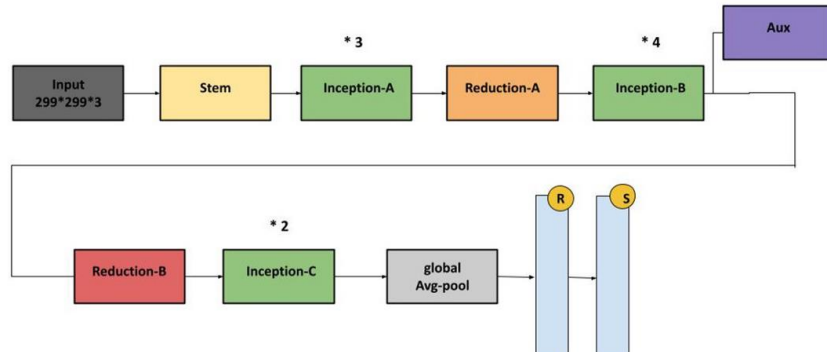 Aux
* 3
* 4
Input
299*299*3
Stem
Inception-A
Reduction-A
Inception-B
R
S
* 2
Reduction-B
Inception-C
global
Avg-pool